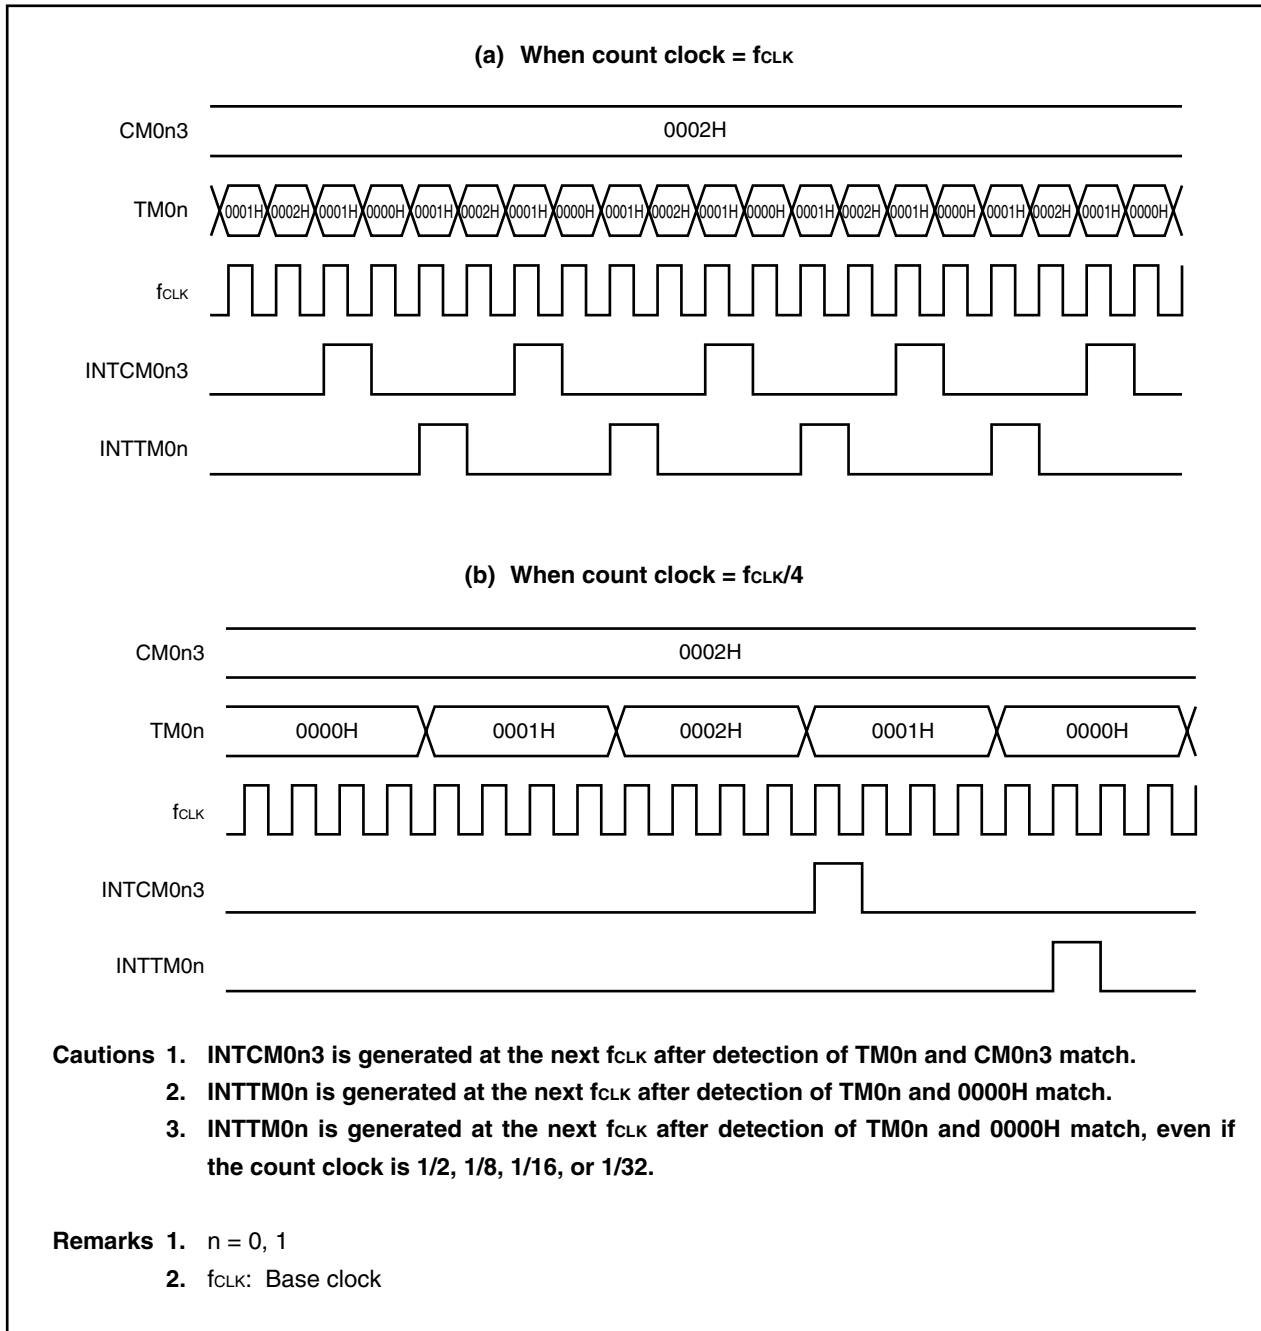 (a) When count clock = fCLK
CM0n3 0002H
TM0n 0001H 0002H 0001H 0000H 0001H 0002H 0001H 0000H 0001H 0002H 0001H 0000H 0001H 0002H 0001H 0000H 0001H 0002H 0001H 0000H
fCLK
INTCM0n3
INTTM0n
(b) When count clock = fCLK/4
CM0n3 0002H
TM0n 0000H 0001H 0002H 0001H 0000H
fCLK
INTCM0n3
INTTM0n
Cautions 1. INTCM0n3 is generated at the next fCLK after detection of TM0n and CM0n3 match.
2. INTTM0n is generated at the next fCLK after detection of TM0n and 0000H match.
3. INTTM0n is generated at the next fCLK after detection of TM0n and 0000H match, even if
the count clock is 1/2, 1/8, 1/16, or 1/32.
Remarks 1. n = 0, 1
2. fCLK: Base clock